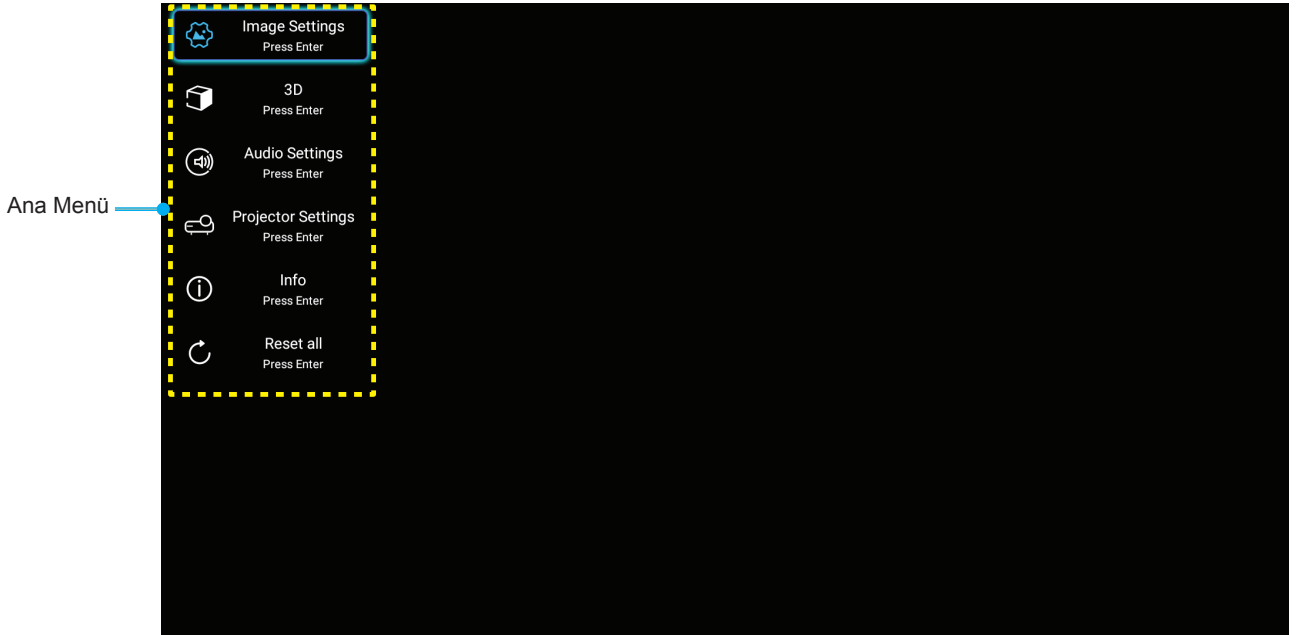 Image Settings
Press Enter
3D
Press Enter
Audio Settings
Press Enter
Ana Menü
Projector Settings
Press Enter
Info
Press Enter
Reset all
Press Enter